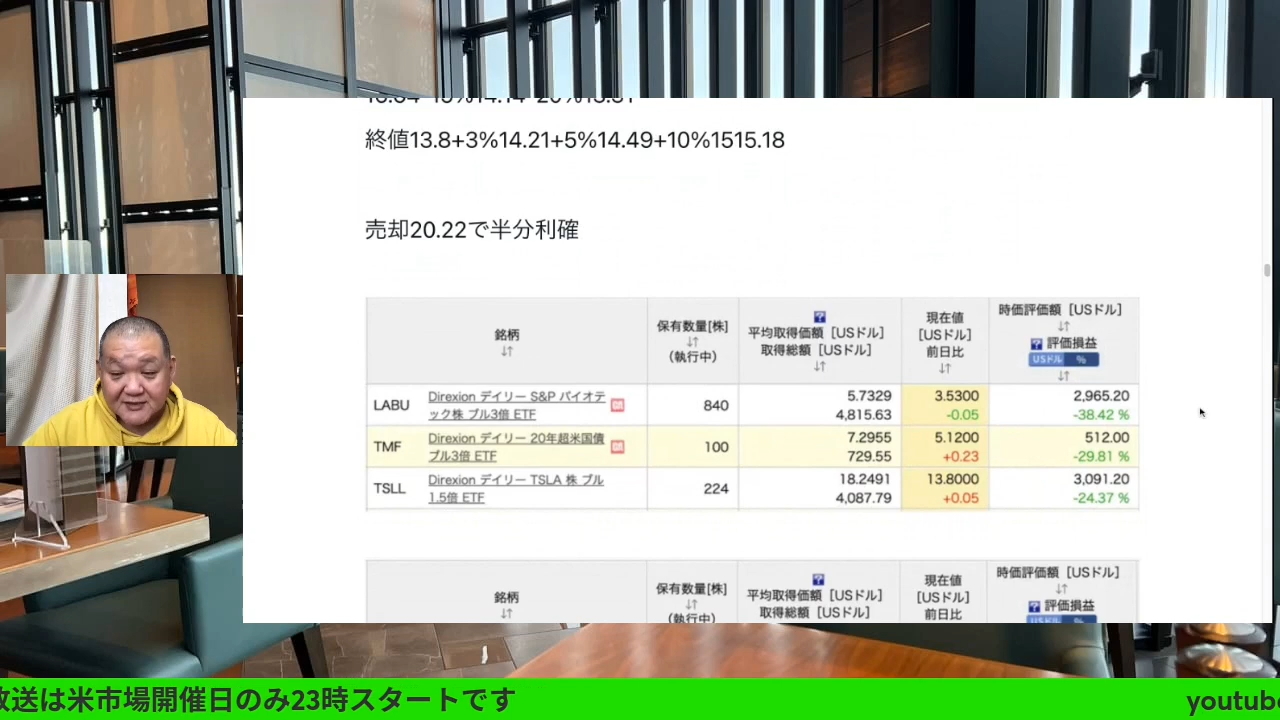 終値13.8+3%14.21+5%14.49+10%1515.18
売却20.22で半分利確
銘柄
保有数量[株]
(執行中)
平均取得価額[USドル]
取得総額[USドル]
現在値
[USドル]
前日比
時価評価額[USドル]
評価損益
USドル %
LABU Direxion デイリー S&P バイオテック株 ブル3倍 ETF 840 5.7329 3.5300 2,965.20
4,815.63 -0.05 -38.42 %
TMF Direxion デイリー 20年超米国債 ブル3倍 ETF 100 7.2955 5.1200 512.00
729.55 +0.23 -29.81 %
TSLL Direxion デイリー TSLA 株 ブル 1.5倍 ETF 224 18.2491 13.8000 3,091.20
4,087.79 +0.05 -24.37 %
銘柄
保有数量[株]
(執行中)
平均取得価額[USドル]
取得総額[USドル]
現在値
[USドル]
前日比
時価評価額[USドル]
評価損益
放送は米市場開催日のみ23時スタートです
youtube